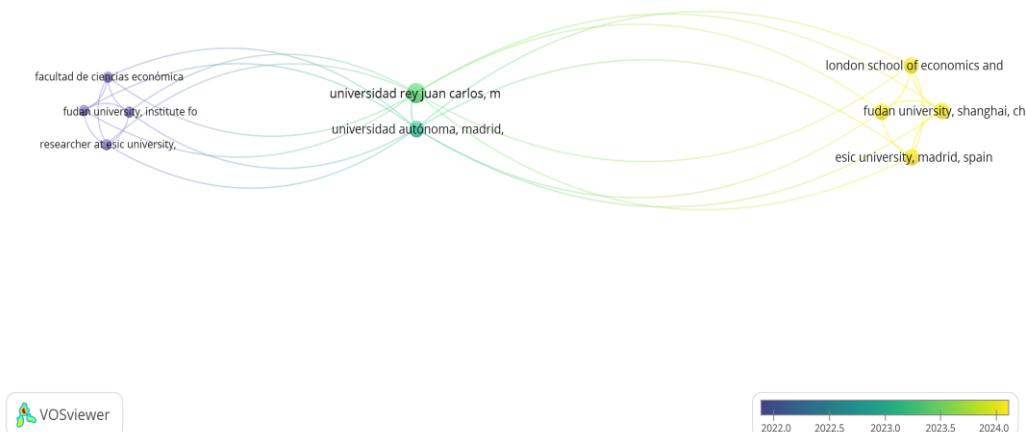 facultad de ciencias económica
fudan university, institute fo
researcher at esic university,
universidad rey juan carlos, m
universidad autónoma, madrid,
london school of economics and
fudan university, shanghai, ch
esic university, madrid, spain
VOSviewer
2022.0 2022.5 2023.0 2023.5 2024.0